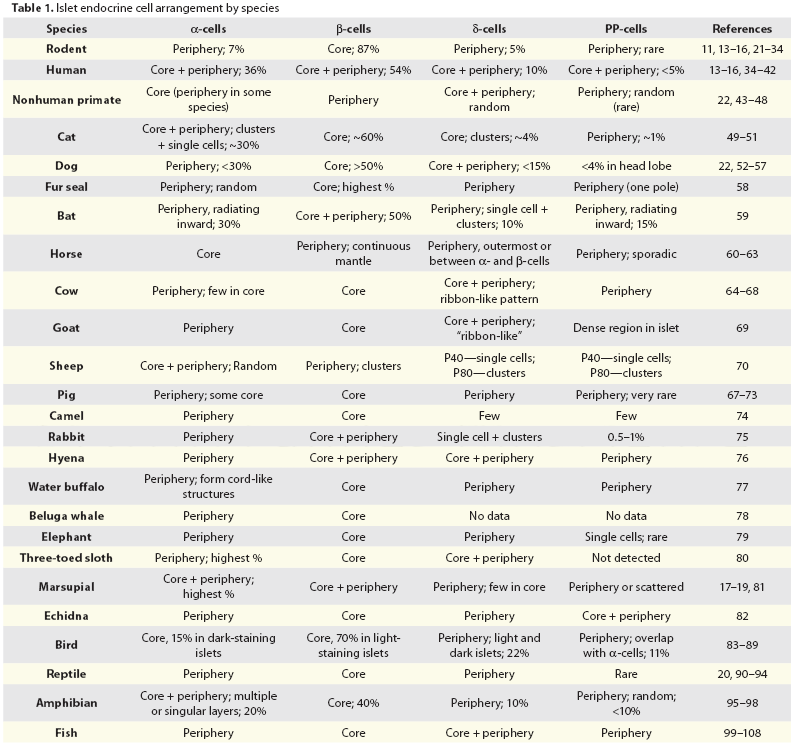 Table 1. Islet endocrine cell arrangement by species
Species α-cells β-cells δ-cells PP-cells References
Rodent Periphery; 7% Core; 87% Periphery; 5% Periphery; rare 11, 13–16, 21–34
Human Core + periphery; 36% Core + periphery; 54% Core + periphery; 10% Core + periphery; <5% 13–16, 34–42
Nonhuman primate Core (periphery in some species) Periphery Core + periphery; random Periphery; random (rare) 22, 43–48
Cat Core + periphery; clusters + single cells; ~30% Core; ~60% Core; clusters; ~4% Periphery; ~1% 49–51
Dog Periphery; <30% Core; >50% Core + periphery; <15% <4% in head lobe 22, 52–57
Fur seal Periphery; random Core; highest % Periphery Periphery (one pole) 58
Bat Periphery, radiating inward; 30% Core + periphery; 50% Periphery; single cell + clusters; 10% Periphery, radiating inward; 15% 59
Horse Core Periphery; continuous mantle Periphery, outermost or between α- and β-cells Periphery; sporadic 60–63
Cow Periphery; few in core Core Core + periphery; ribbon-like pattern Periphery 64–68
Goat Periphery Core Core + periphery; “ribbon-like” Dense region in islet 69
Sheep Core + periphery; Random Periphery; clusters P40—single cells; P80—clusters P40—single cells; P80—clusters 70
Pig Periphery; some core Core Periphery Periphery; very rare 67–73
Camel Periphery Core Few Few 74
Rabbit Periphery Core + periphery Single cell + clusters 0.5–1% 75
Hyena Periphery Core + periphery Core + periphery Periphery 76
Water buffalo Periphery; form cord-like structures Core Periphery Periphery 77
Beluga whale Periphery Core No data No data 78
Elephant Periphery Core Periphery Single cells; rare 79
Three-toed sloth Periphery; highest % Core Core + periphery Not detected 80
Marsupial Core + periphery; highest % Core + periphery Periphery; few in core Periphery or scattered 17–19, 81
Echidna Periphery Core Periphery Core + periphery 82
Bird Core, 15% in dark-staining islets Core, 70% in light-staining islets Periphery; light and dark islets; 22% Periphery; overlap with α-cells; 11% 83–89
Reptile Periphery Core Periphery Rare 20, 90–94
Amphibian Core + periphery; multiple or singular layers; 20% Core; 40% Periphery; 10% Periphery; random; <10% 95–98
Fish Periphery Core Core + periphery Periphery 99–108